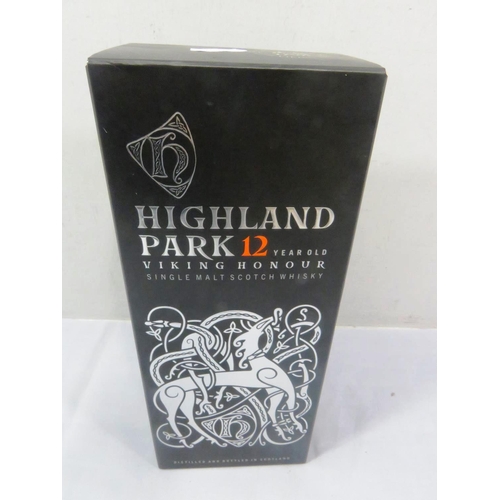 H
HIGHLAND
PARK 12 YEAR OLD
VIKING HONOUR
SINGLE MALT SCOTCH WHISKY
H
DISTILLED AND BOTTLED IN SCOTLAND